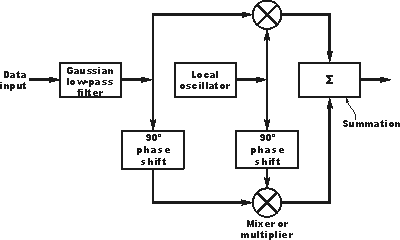 Data
input
Gaussian
low-pass
filter
Local
oscillator
Σ
Summation
90°
phase
shift
90°
phase
shift
Mixer or
multiplier